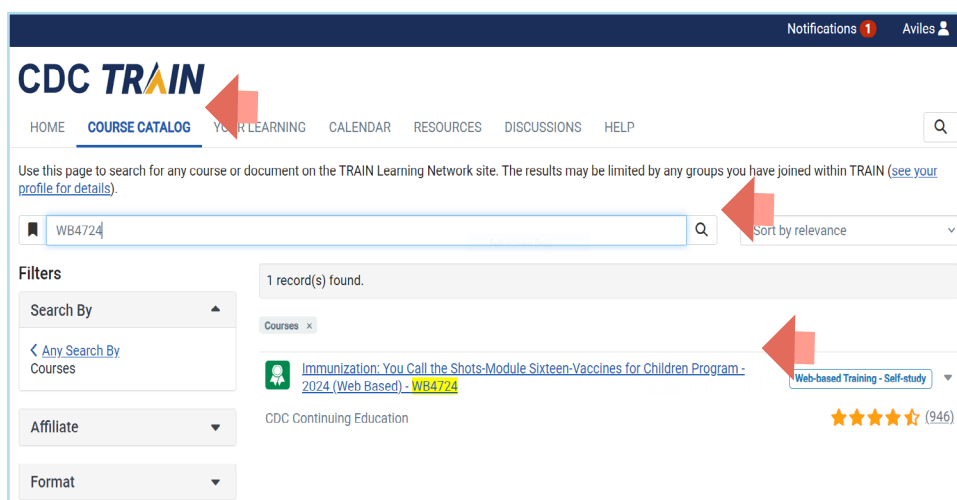 Notifications 1 Aviles
CDC TRAIN
HOME COURSE CATALOG YOUR LEARNING CALENDAR RESOURCES DISCUSSIONS HELP
Use this page to search for any course or document on the TRAIN Learning Network site. The results may be limited by any groups you have joined within TRAIN (see your
profile for details).
WB4724
Sort by relevance
Filters
1 record(s) found.
Search By
Courses ×
Any Search By
Courses
Immunization: You Call the Shots-Module Sixteen-Vaccines for Children Program -
2024 (Web Based) - WB4724
Web-based Training - Self-study
CDC Continuing Education
(946)
Affiliate
Format